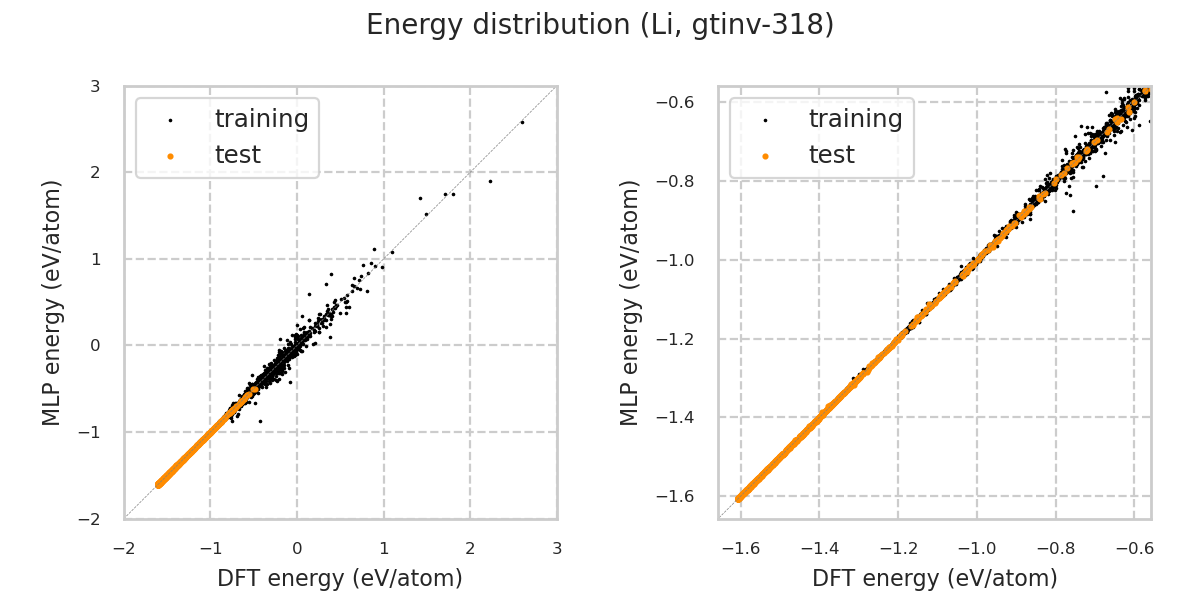 Energy distribution (Li, gtinv-318)
training
test
3
2
1
0
−1
−2
−2
−1
0
1
2
3
MLP energy (eV/atom)
DFT energy (eV/atom)
training
test
−0.6
−0.8
−1.0
−1.2
−1.4
−1.6
−1.6
−1.4
−1.2
−1.0
−0.8
−0.6
MLP energy (eV/atom)
DFT energy (eV/atom)